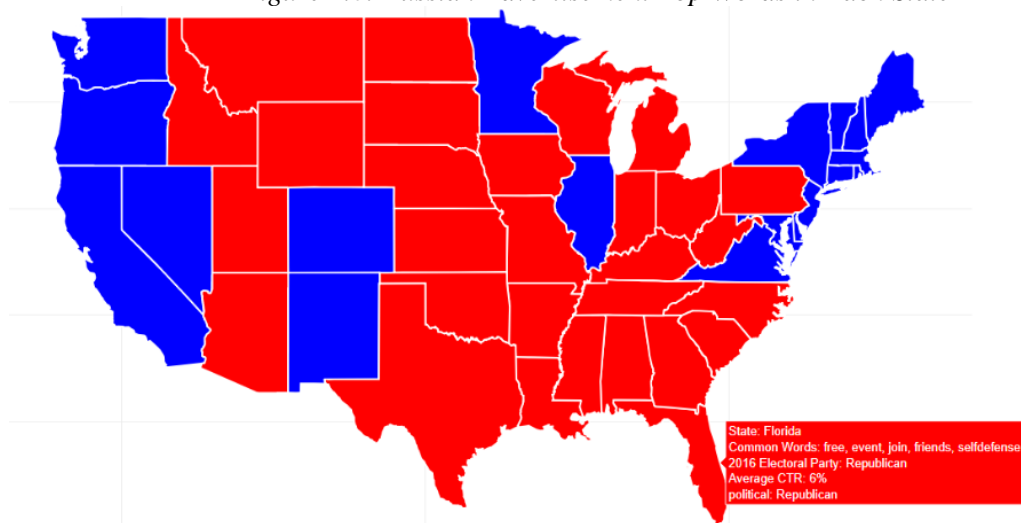 State: Florida
Common Words: free, event, join, friends, selfdefense
2016 Electoral Party: Republican
Average CTR: 6%
political: Republican